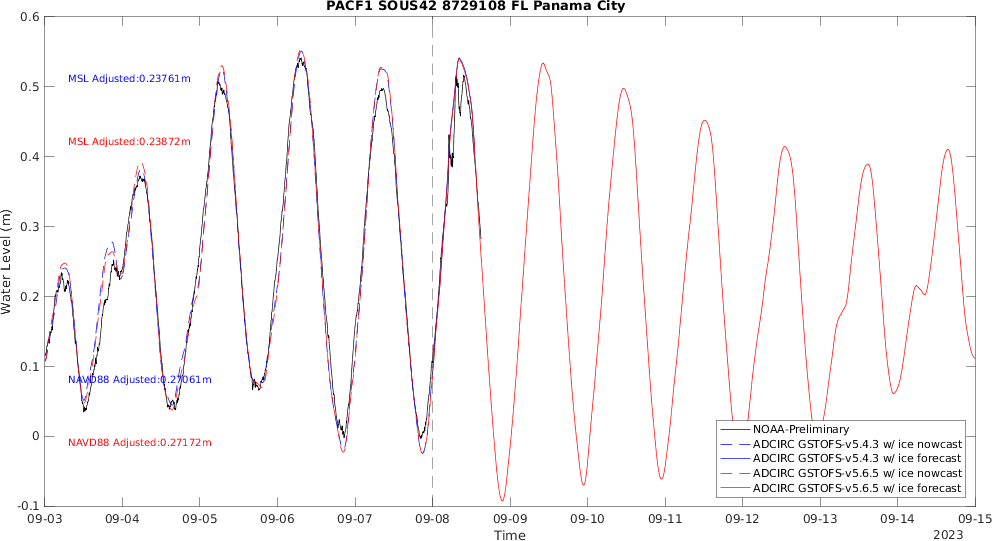 PACF1 SOUS42 8729108 FL Panama City
0.6
0.5
0.4
0.3
0.2
0.1
0
-0.1
Water Level (m)
MSL Adjusted:0.23761m
MSL Adjusted:0.23872m
NAVD88 Adjusted:0.27061m
NAVD88 Adjusted:0.27172m
NOAA-Preliminary
ADCIRC GSTOFS-v5.4.3 w/ ice nowcast
ADCIRC GSTOFS-v5.4.3 w/ ice forecast
ADCIRC GSTOFS-v5.6.5 w/ ice nowcast
ADCIRC GSTOFS-v5.6.5 w/ ice forecast
09-03 09-04 09-05 09-06 09-07 09-08 09-09 09-10 09-11 09-12 09-13 09-14 09-15
Time
2023